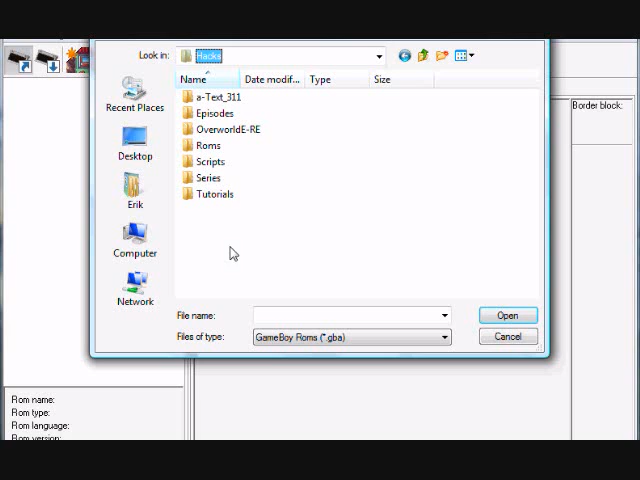 Look in: Hacks
Name Date modif... Type Size
Border block:
a-Text_311
Episodes
OverworldE-RE
Roms
Scripts
Series
Tutorials
Recent Places
Desktop
Erik
Computer
Network
File name: Open
Files of type: GameBoy Roms (*.gba) Cancel
Rom name:
Rom type:
Rom language:
Rom version: